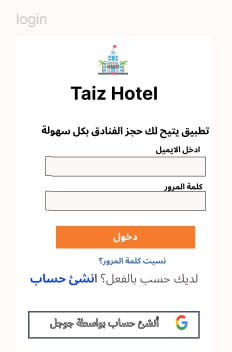 login
Taiz Hotel
تطبيق يتيح لك حجز الفنادق بكل سهولة
ادخل الايميل
كلمة المرور
دخول
نسيت كلمة المرور؟
لديك حسب بالفعل؟ انشئ حساب
أنشئ حساب بواسطة جوجل